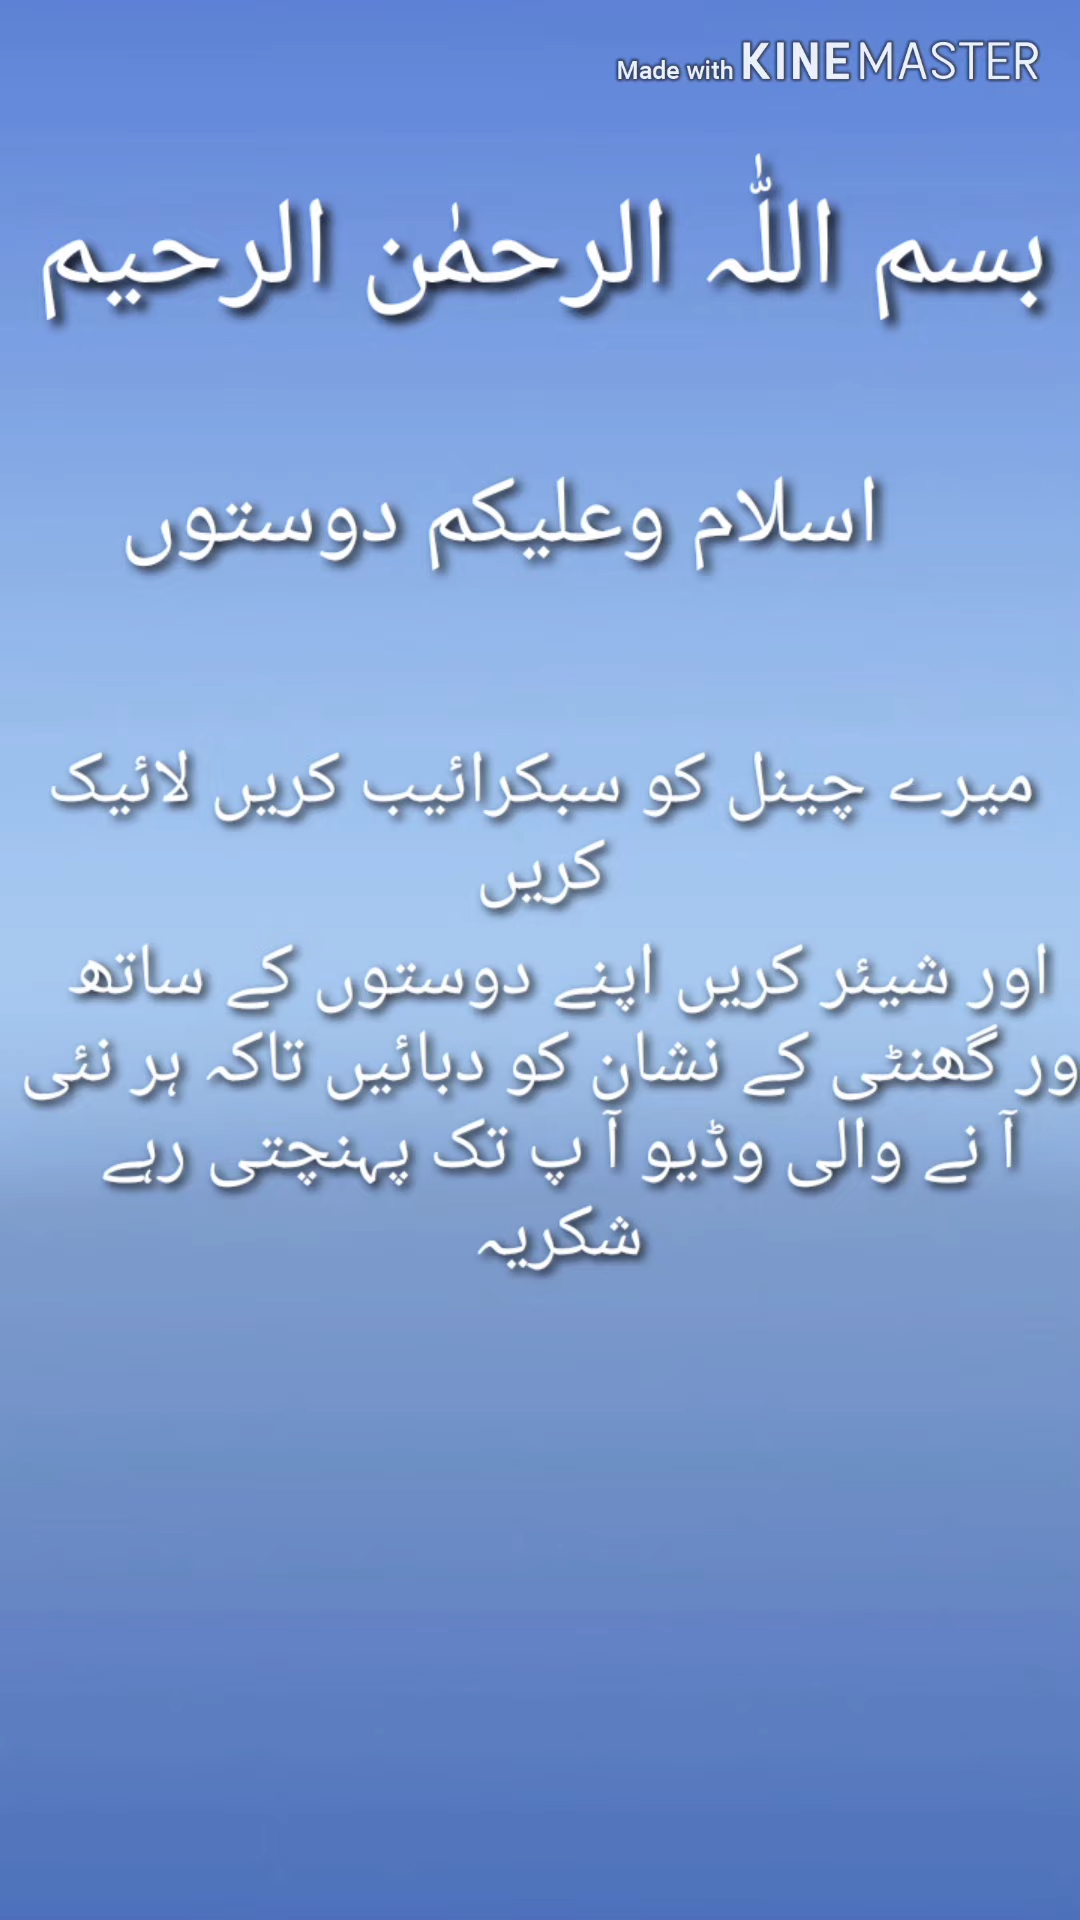 Made with KINEMASTER
بسم اللّٰہ الرحمٰن الرحیم
اسلام وعلیکم دوستوں
میرے چینل کو سبکرائیب کریں لائیک
کریں
اور شیئر کریں اپنے دوستوں کے ساتھ
ور گھنٹی کے نشان کو دبائیں تاکہ ہر نئی
آ نے والی وڈیو آ پ تک پہنچتی رہے
شکریہ